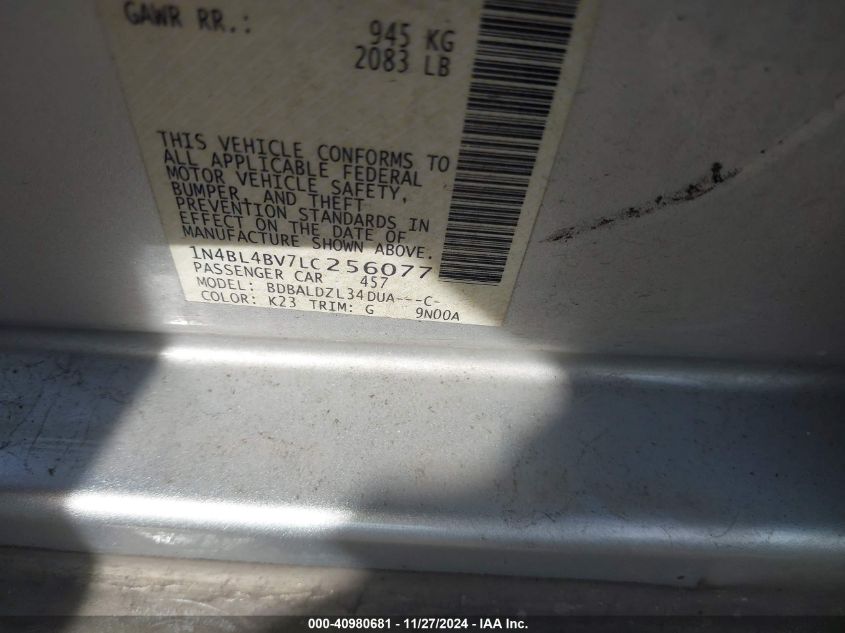 GAWR RR.: 945 KG
2083 LB
THIS VEHICLE CONFORMS TO
ALL APPLICABLE FEDERAL
MOTOR VEHICLE SAFETY,
BUMPER, AND THEFT
PREVENTION STANDARDS IN
EFFECT ON THE DATE OF
MANUFACTURE SHOWN ABOVE.
1N4BL4BV7LC256077
PASSENGER CAR 457
MODEL: BDBALDZL34DUA---C-
COLOR: K23 TRIM: G 9N00A
000-40980681 - 11/27/2024 - IAA Inc.